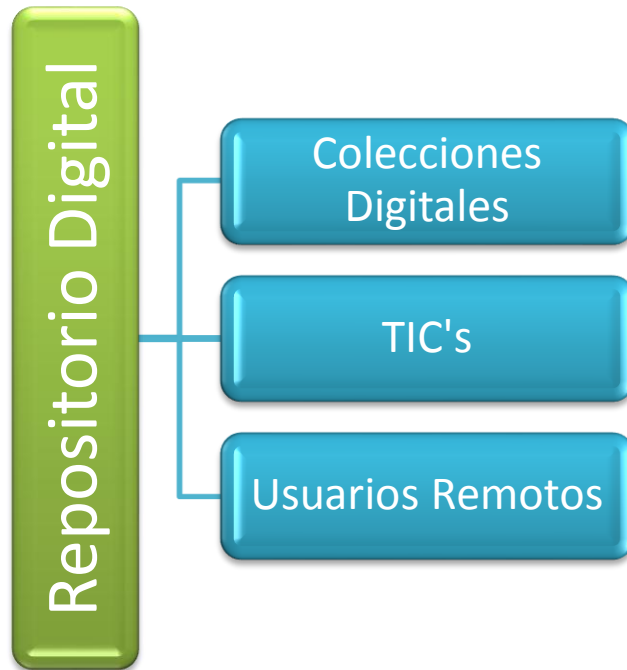 Repositorio Digital
Colecciones
Digitales
TIC's
Usuarios Remotos